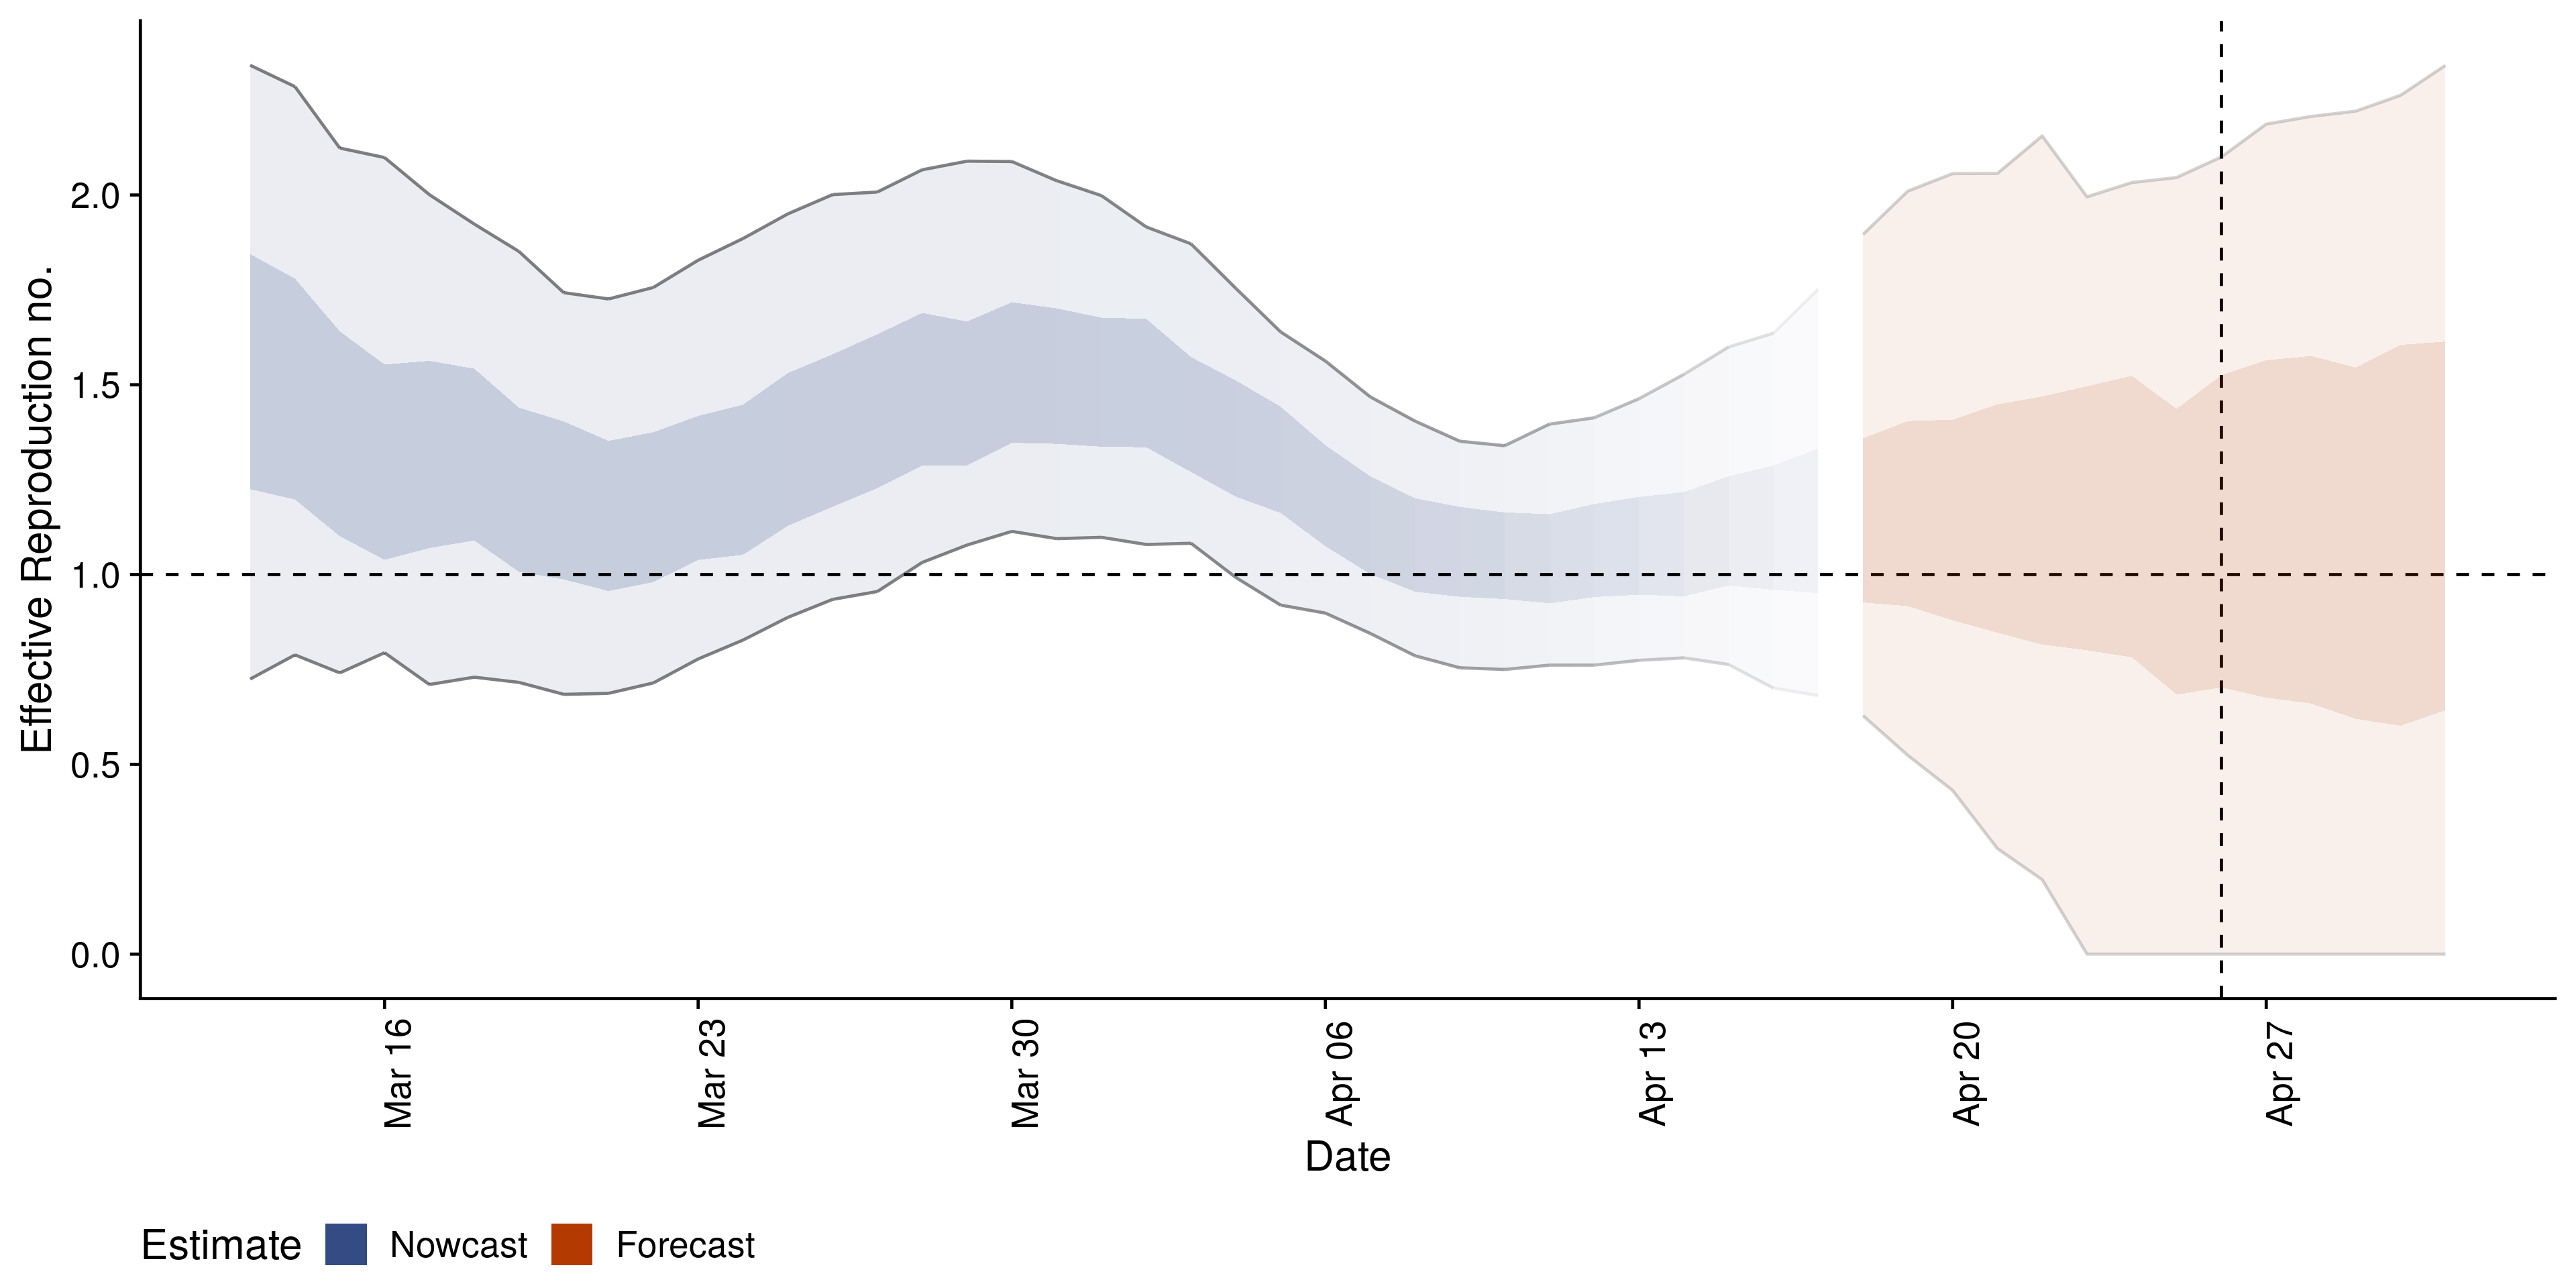 Effective Reproduction no.
2.0
1.5
1.0
0.5
0.0
Mar 16
Mar 23
Mar 30
Apr 06
Apr 13
Apr 20
Apr 27
Date
Estimate Nowcast Forecast